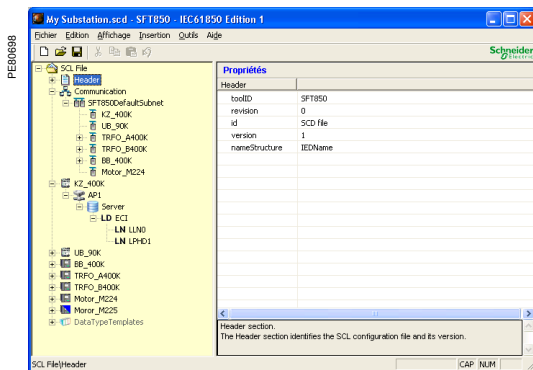 My Substation.scd - SFT850 - IEC61850 Edition 1
Fichier Edition Affichage Insertion Outils Aide
PE80698
Schneider
Electric
SCL File
Header
Communication
SFT850DefaultSubnet
KZ_400K
UB_90K
TRFO_A400K
TRFO_B400K
BB_400K
Motor_M224
KZ_400K
AP1
Server
LD ECI
LN LLN0
LN LPHD1
UB_90K
BB_400K
TRFO_A400K
TRFO_B400K
Motor_M224
Moror_M225
DataTypeTemplates
Propriétés
Header
toolID SFT850
revision 0
id SCD file
version 1
nameStructure IEDName
Header section.
The Header section identifies the SCL configuration file and its version.
SCL File\Header
CAP NUM